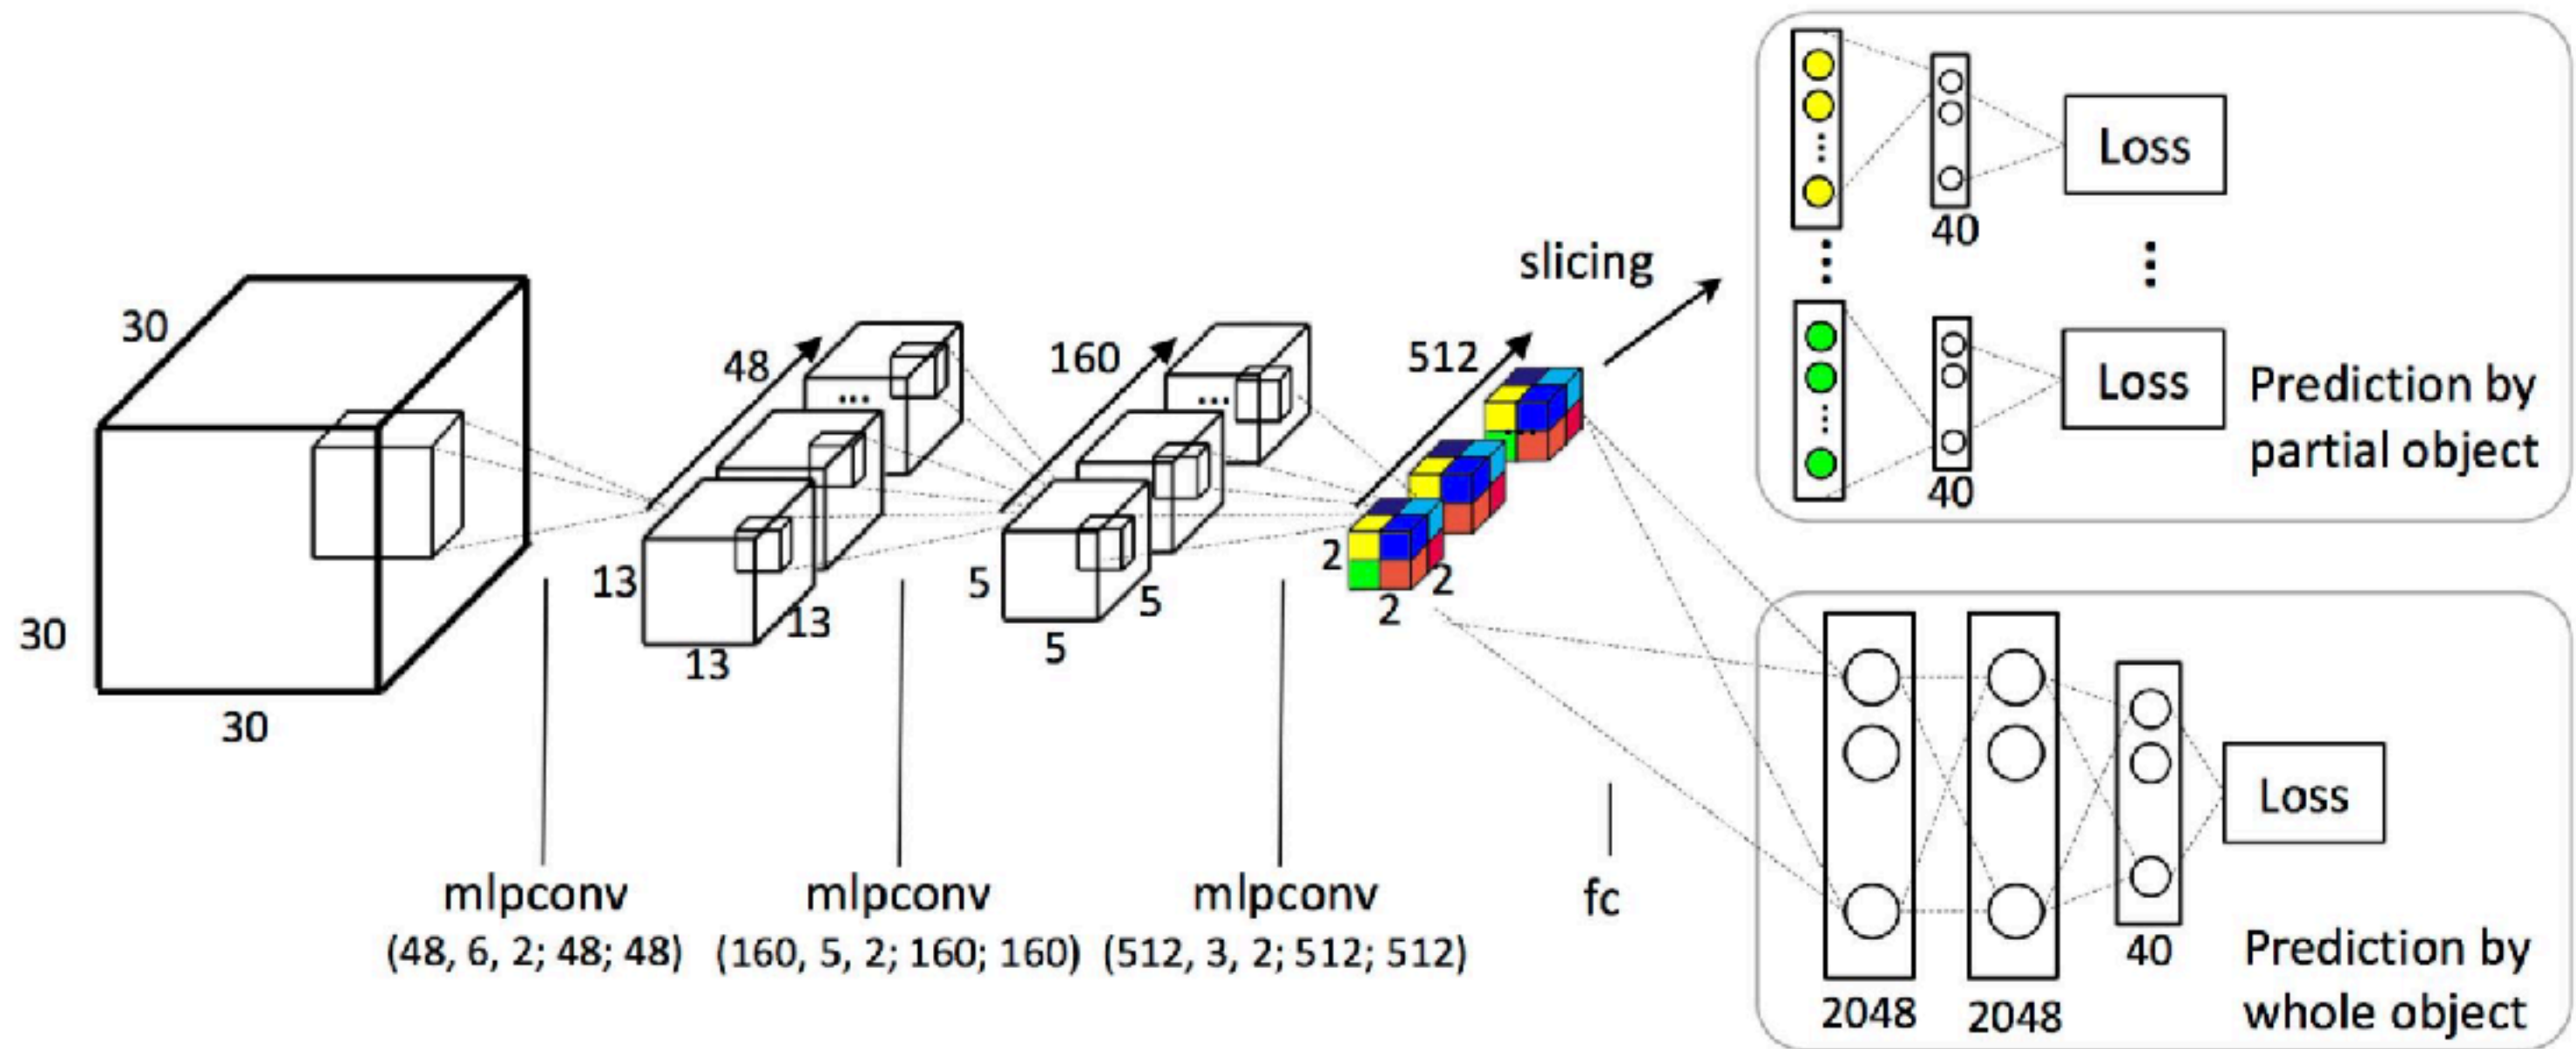 30
30
30
48
13
13
13
mlpconv
(48, 6, 2; 48; 48)
160
5
5
5
mlpconv
(160, 5, 2; 160; 160)
512
2
2
2
mlpconv
(512, 3, 2; 512; 512)
slicing
fc
40
Loss
40
Loss
Prediction by
partial object
2048
2048
40
Loss
Prediction by
whole object